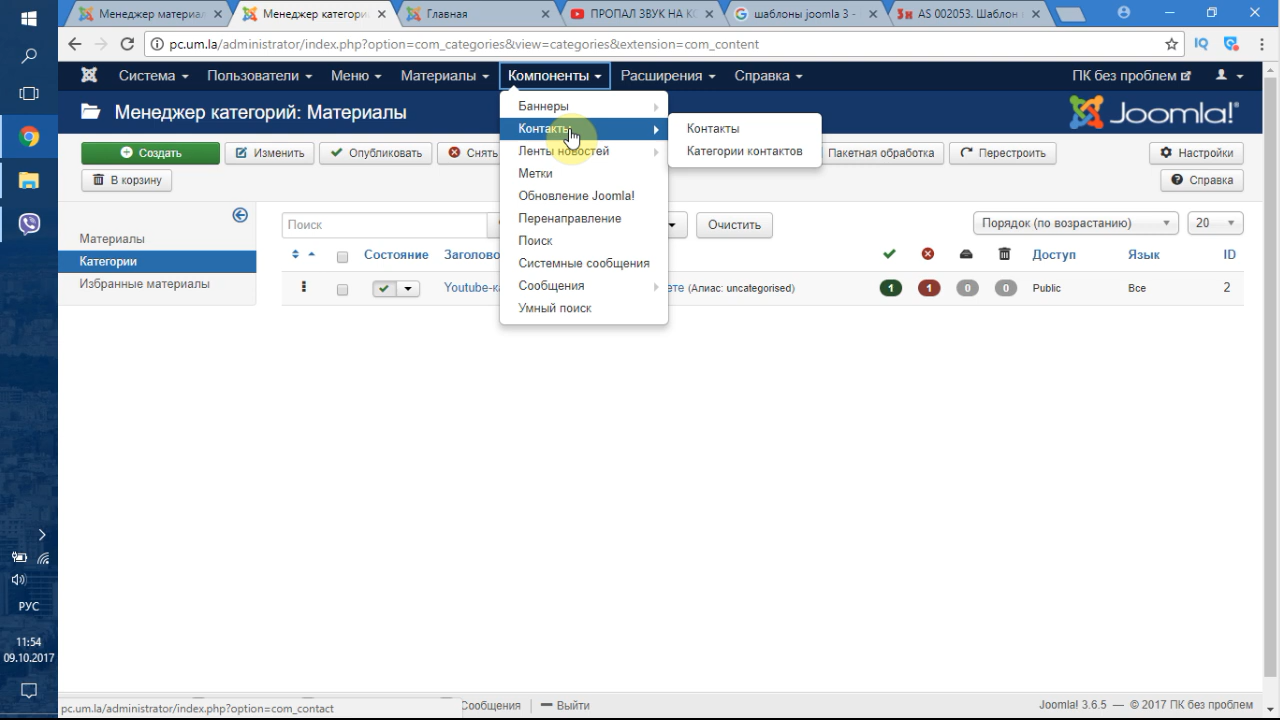 Менеджер материал
Менеджер категори
Главная
ПРОПАЛ ЗВУК НА КО
шаблоны joomla 3 -
AS 002053. Шаблон
pc.um.la/administrator/index.php?option=com_categories&view=categories&extension=com_content
IQ
Система Пользователи Меню Материалы Компоненты Расширения Справка ПК без проблем
Менеджер категорий: Материалы
Joomla!®
Создать Изменить Опубликовать Снять Пакетная обработка Перестроить Настройки
В корзину Справка
Баннеры
Контакты
Ленты новостей
Метки
Обновление Joomla!
Перенаправление
Поиск
Системные сообщения
Сообщения
Умный поиск
Контакты
Категории контактов
Материалы
Категории
Избранные материалы
Поиск Очистить Порядок (по возрастанию) 20
Состояние Заголово Доступ Язык ID
Youtube-ка ете (Алиас: uncategorised) 1 1 0 0 Public Все 2
РУС
11:54
09.10.2017
pc.um.la/administrator/index.php?option=com_contact
Сообщения Выйти
Joomla! 3.6.5 — © 2017 ПК без проблем